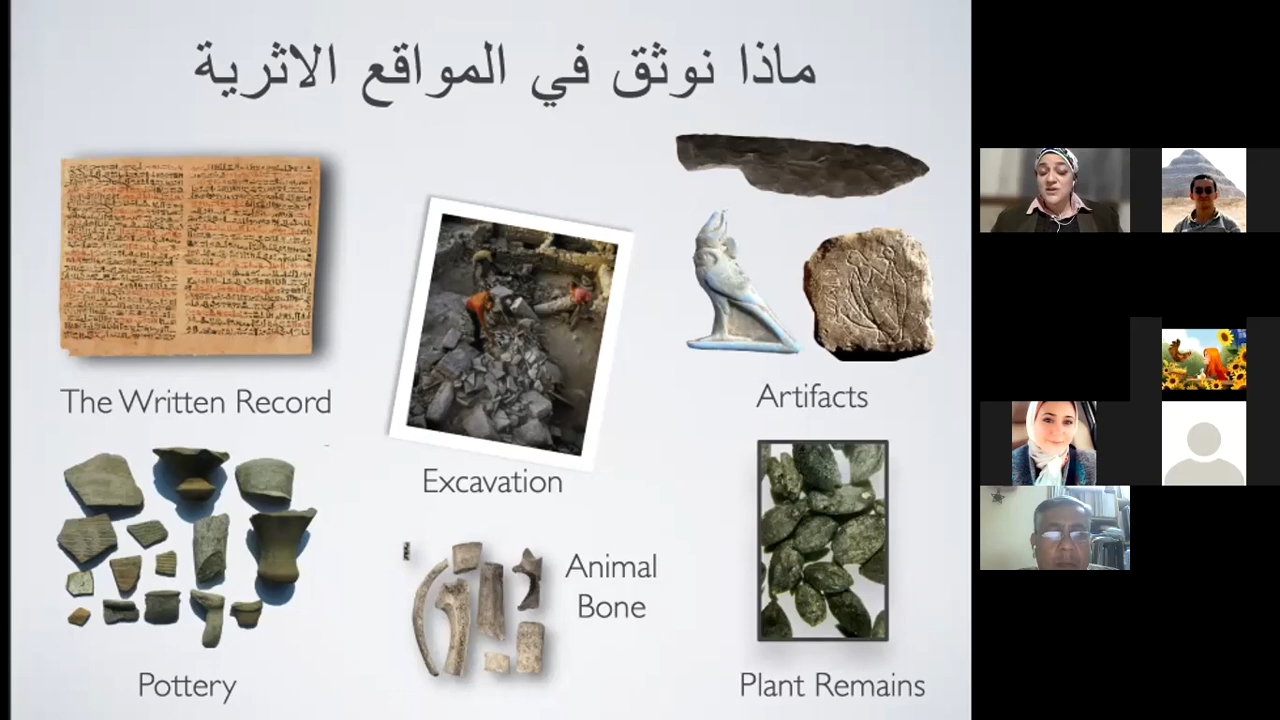 ماذا نوثق في المواقع الاثرية
The Written Record
Excavation
Artifacts
Pottery
Animal
Bone
Plant Remains